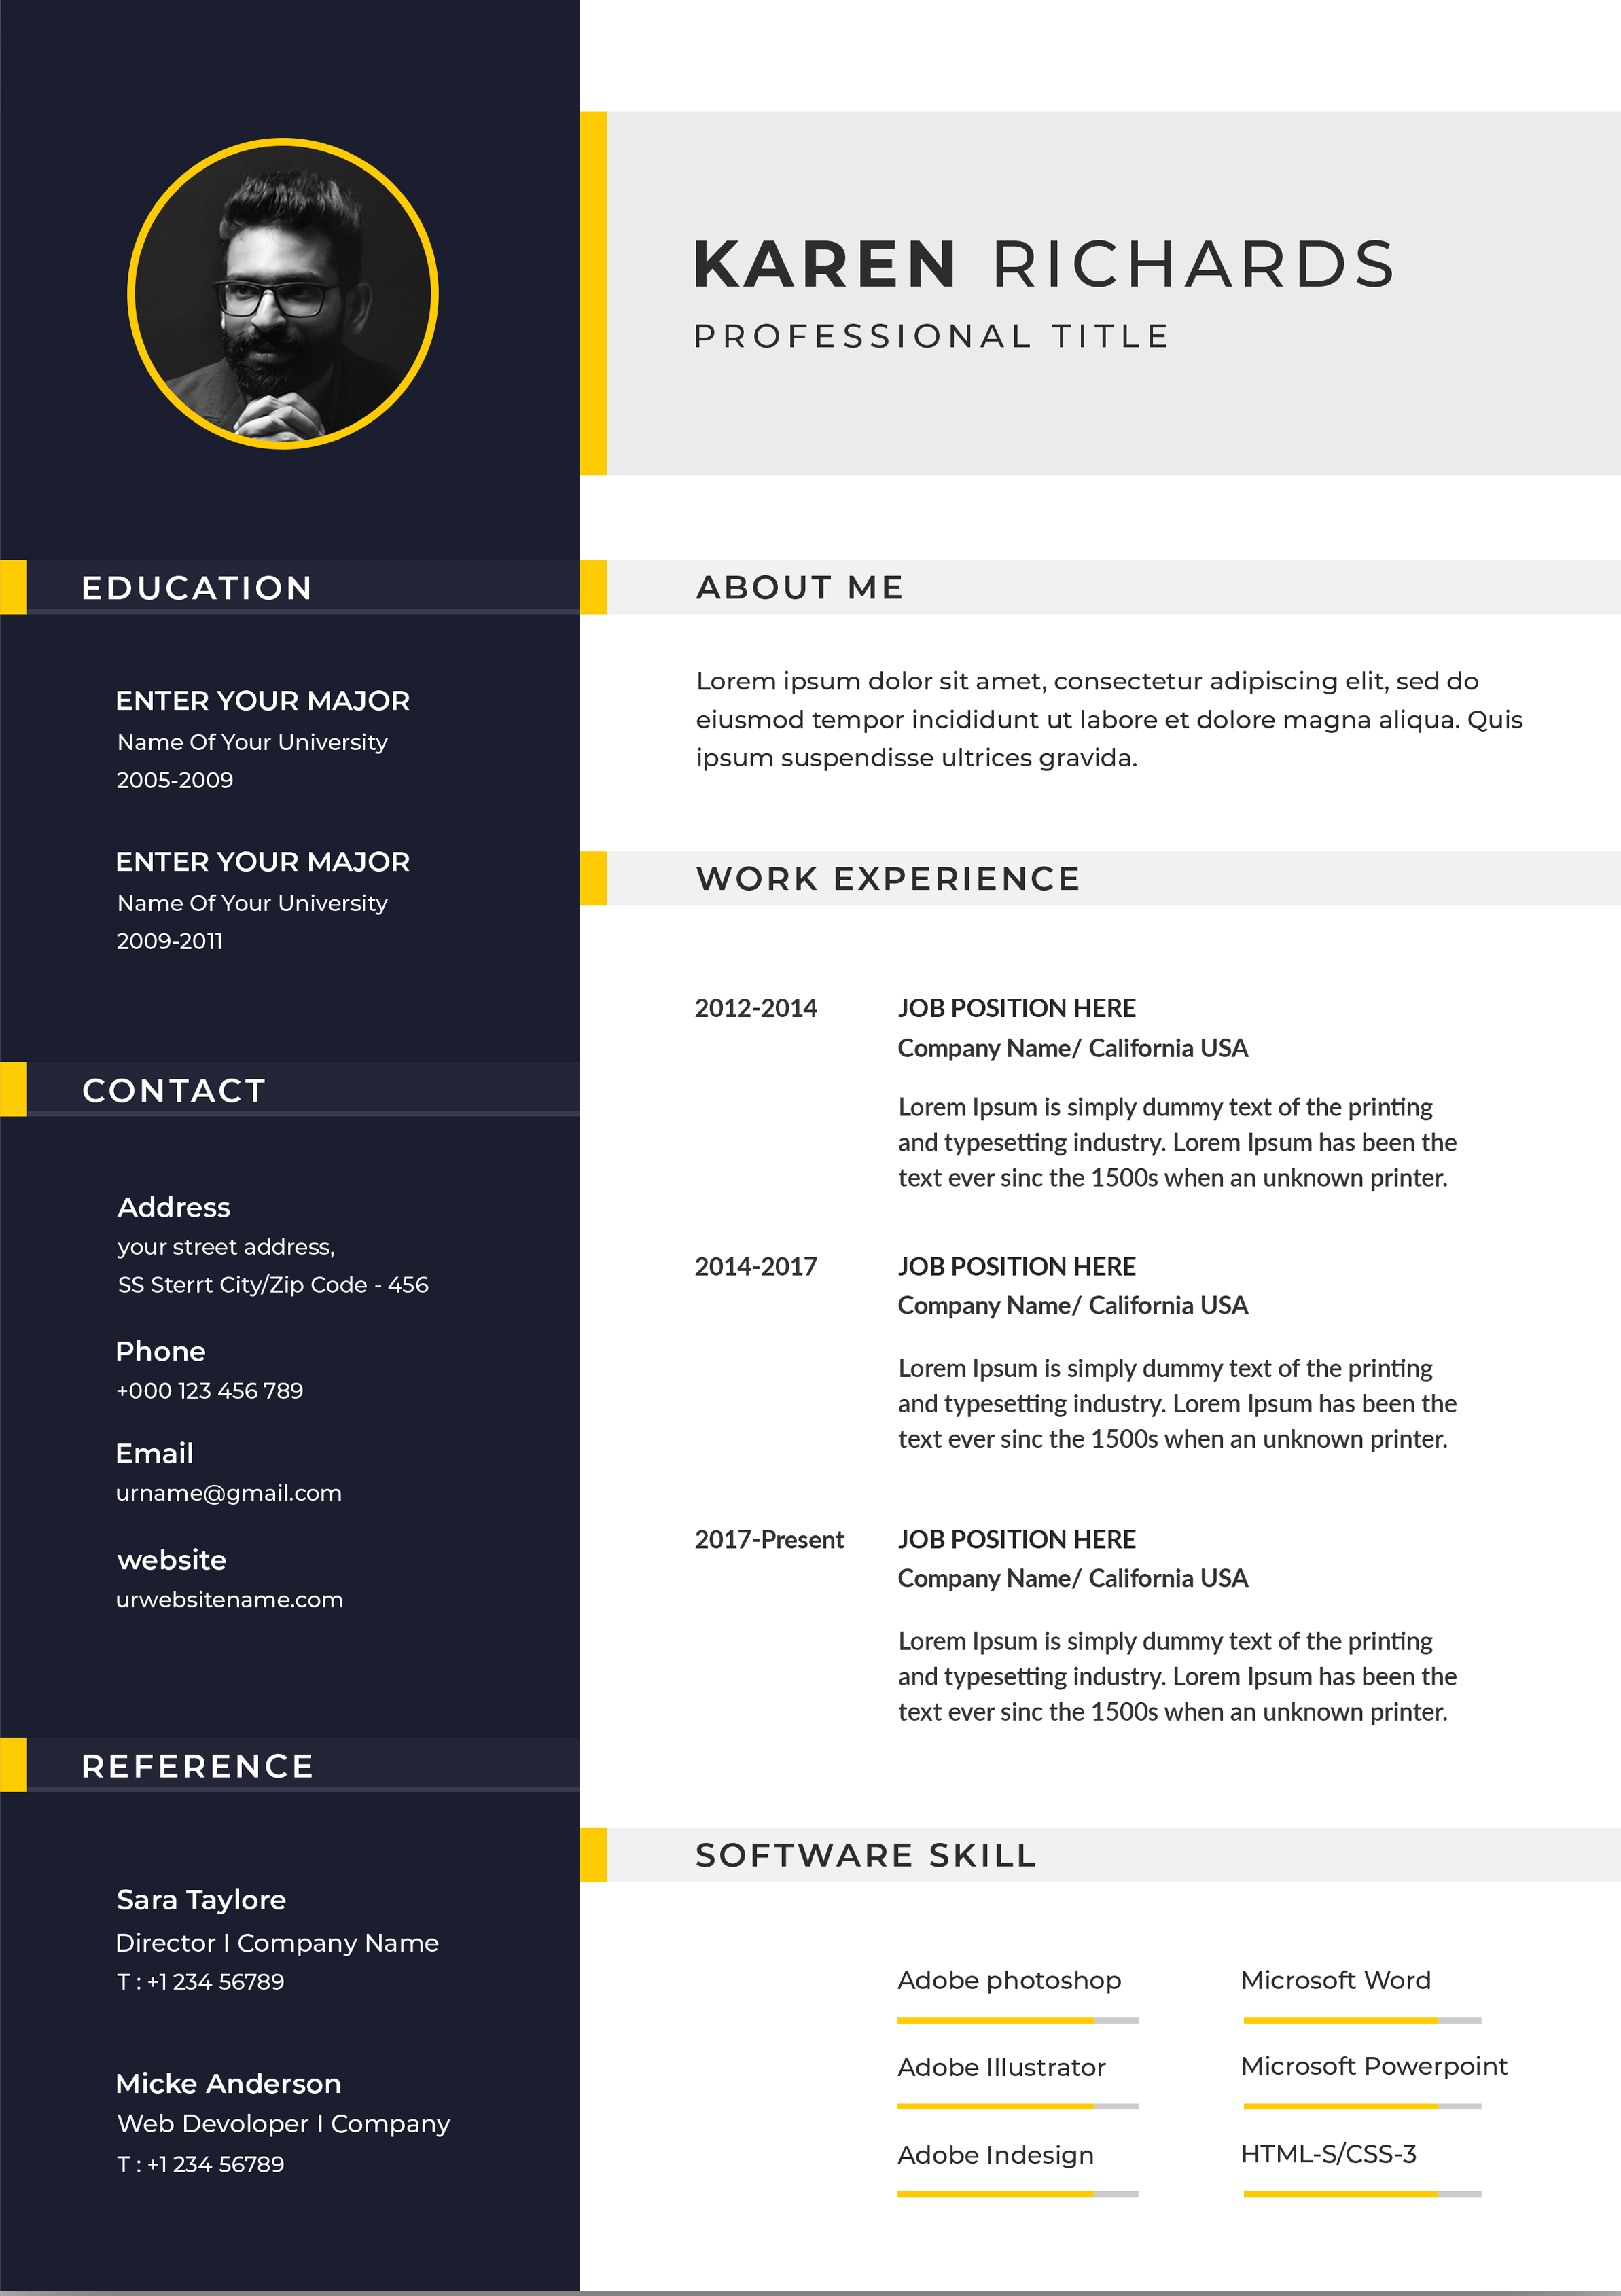 KAREN RICHARDS
PROFESSIONAL TITLE
EDUCATION
ENTER YOUR MAJOR
Name Of Your University
2005-2009
ENTER YOUR MAJOR
Name Of Your University
2009-2011
CONTACT
Address
your street address,
SS Sterrt City/Zip Code - 456
Phone
+000 123 456 789
Email
urname@gmail.com
website
urwebsitename.com
REFERENCE
Sara Taylore
Director I Company Name
T : +1 234 56789
Micke Anderson
Web Devoloper I Company
T : +1 234 56789
ABOUT ME
Lorem ipsum dolor sit amet, consectetur adipiscing elit, sed do
eiusmod tempor incididunt ut labore et dolore magna aliqua. Quis
ipsum suspendisse ultrices gravida.
WORK EXPERIENCE
2012-2014 JOB POSITION HERE
Company Name/ California USA
Lorem Ipsum is simply dummy text of the printing
and typesetting industry. Lorem Ipsum has been the
text ever sinc the 1500s when an unknown printer.
2014-2017 JOB POSITION HERE
Company Name/ California USA
Lorem Ipsum is simply dummy text of the printing
and typesetting industry. Lorem Ipsum has been the
text ever sinc the 1500s when an unknown printer.
2017-Present JOB POSITION HERE
Company Name/ California USA
Lorem Ipsum is simply dummy text of the printing
and typesetting industry. Lorem Ipsum has been the
text ever sinc the 1500s when an unknown printer.
SOFTWARE SKILL
Adobe photoshop Microsoft Word
Adobe Illustrator Microsoft Powerpoint
Adobe Indesign HTML-S/CSS-3